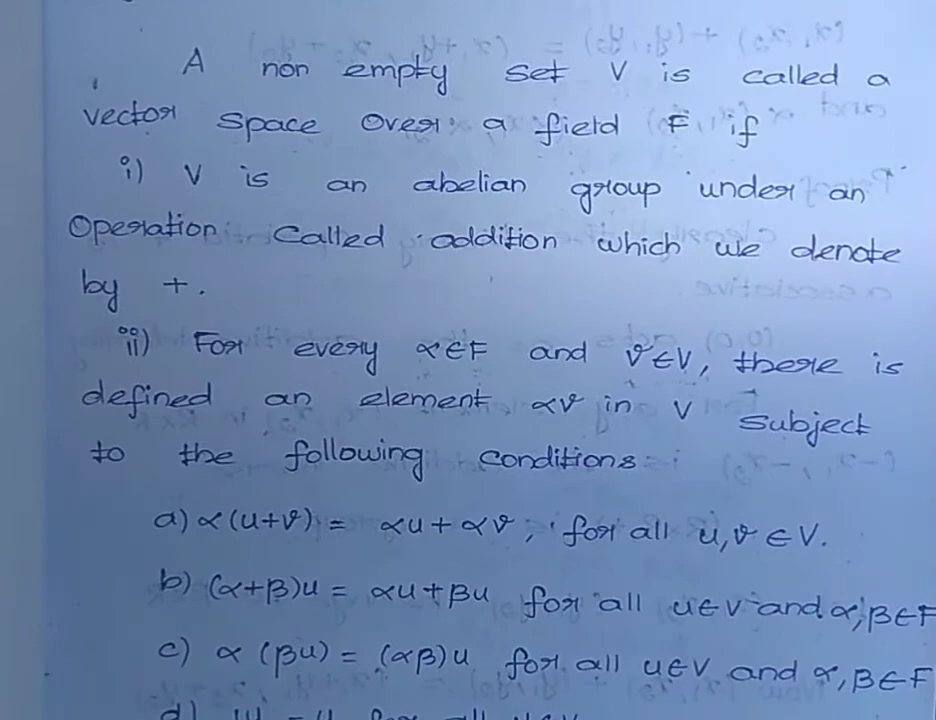 A non empty set V is called a
vector space over a field F if
i) V is an abelian group under an
Operation called addition which we denote
by +.
ii) For every α∈F and v∈V, there is
defined an element αv in V subject
to the following conditions
a) α(u+v) = αu + αv, for all u,v ∈ V.
b) (α+β)u = αu+βu for all u∈V and α,β∈F
c) α(βu) = (αβ)u for all u∈V and α,β∈F